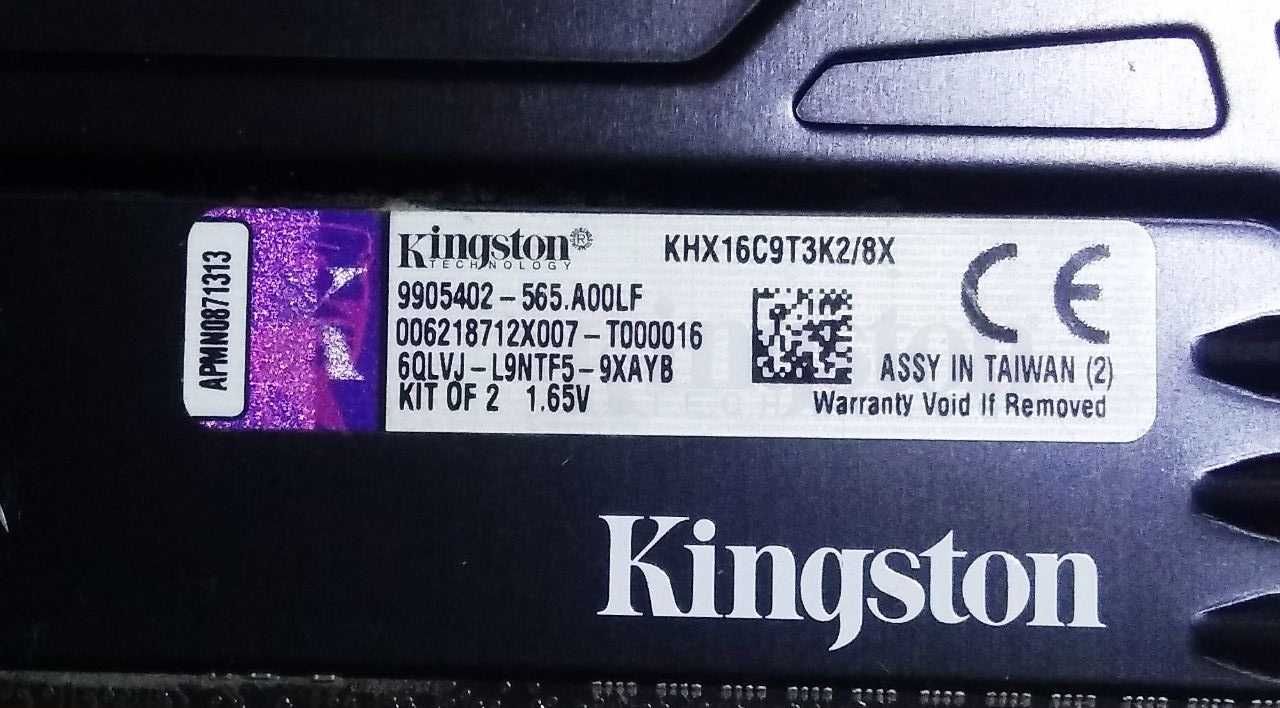 APMN0871313
Kingston®
TECHNOLOGY
KHX16C9T3K2/8X
9905402-565.A00LF
006218712X007-T000016
6QLVJ-L9NTF5-9XAYB
KIT OF 2 1.65V
CE
ASSY IN TAIWAN (2)
Warranty Void If Removed
Kingston